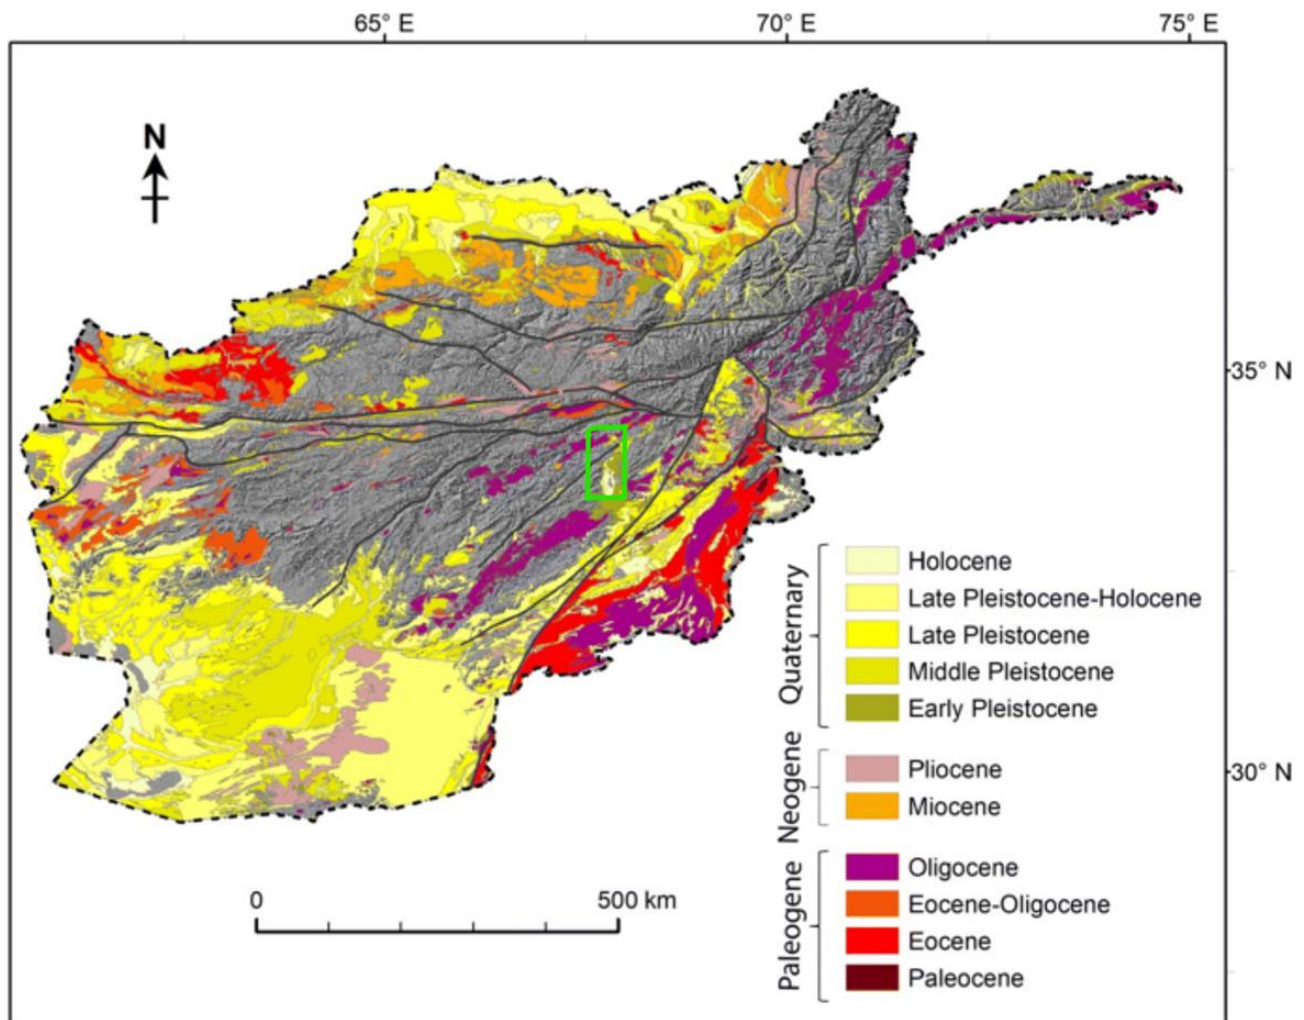 65° E
70° E
75° E
N
35° N
30° N
Quaternary
Holocene
Late Pleistocene-Holocene
Late Pleistocene
Middle Pleistocene
Early Pleistocene
Neogene
Pliocene
Miocene
Paleogene
Oligocene
Eocene-Oligocene
Eocene
Paleocene
0
500 km